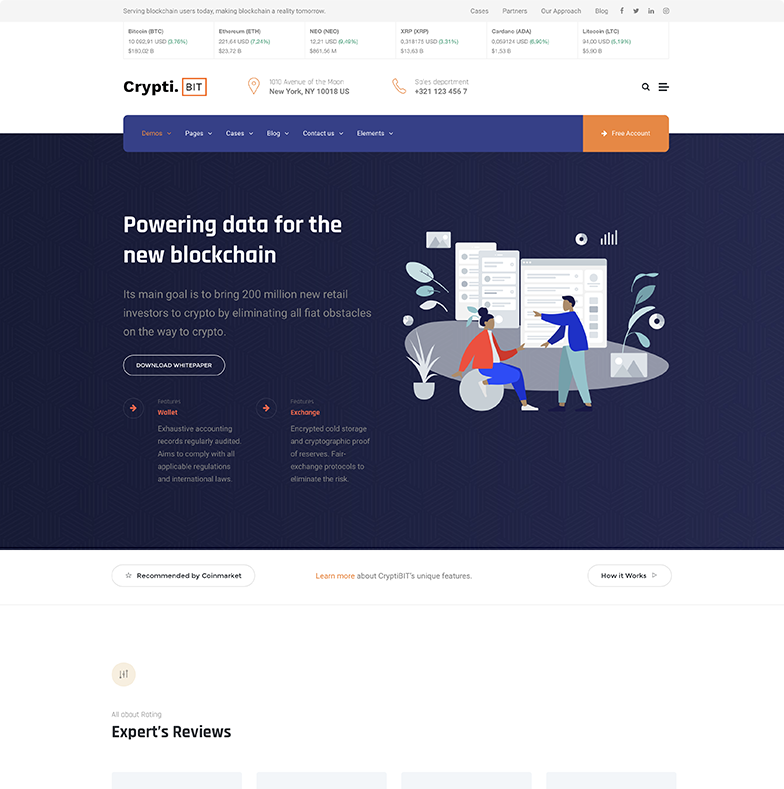 Serving blockchain users today, making blockchain a reality tomorrow.
Cases Partners Our Approach Blog
Bitcoin (BTC) Ethereum (ETH) NEO (NEO) XRP (XRP) Cardano (ADA) Litecoin (LTC)
10 092,91 USD (3.76%) 221,64 USD (7,24%) 12,21 USD (9,49%) 0.318175 USD (3.31%) 0,059124 USD (6,90%) 91,00 USD (5,19%)
$180,02 B $23,72 B $861,56 M $13,63 B $1,53 B $5,90 B
Crypti. BIT
1010 Avenue of the Moon
New York, NY 10018 US
Sales department
+321 123 456 7
Demos Pages Cases Blog Contact us Elements Free Account
Powering data for the
new blockchain
Its main goal is to bring 200 million new retail
investors to crypto by eliminating all fiat obstacles
on the way to crypto.
DOWNLOAD WHITEPAPER
Features
Wallet
Exhaustive accounting
records regularly audited.
Aims to comply with all
applicable regulations
and international laws.
Features
Exchange
Encrypted cold storage
and cryptographic proof
of reserves. Fair-
exchange protocols to
eliminate the risk.
Recommended by Coinmarket
Learn more about CryptiBIT's unique features.
How it Works
All about Rating
Expert's Reviews